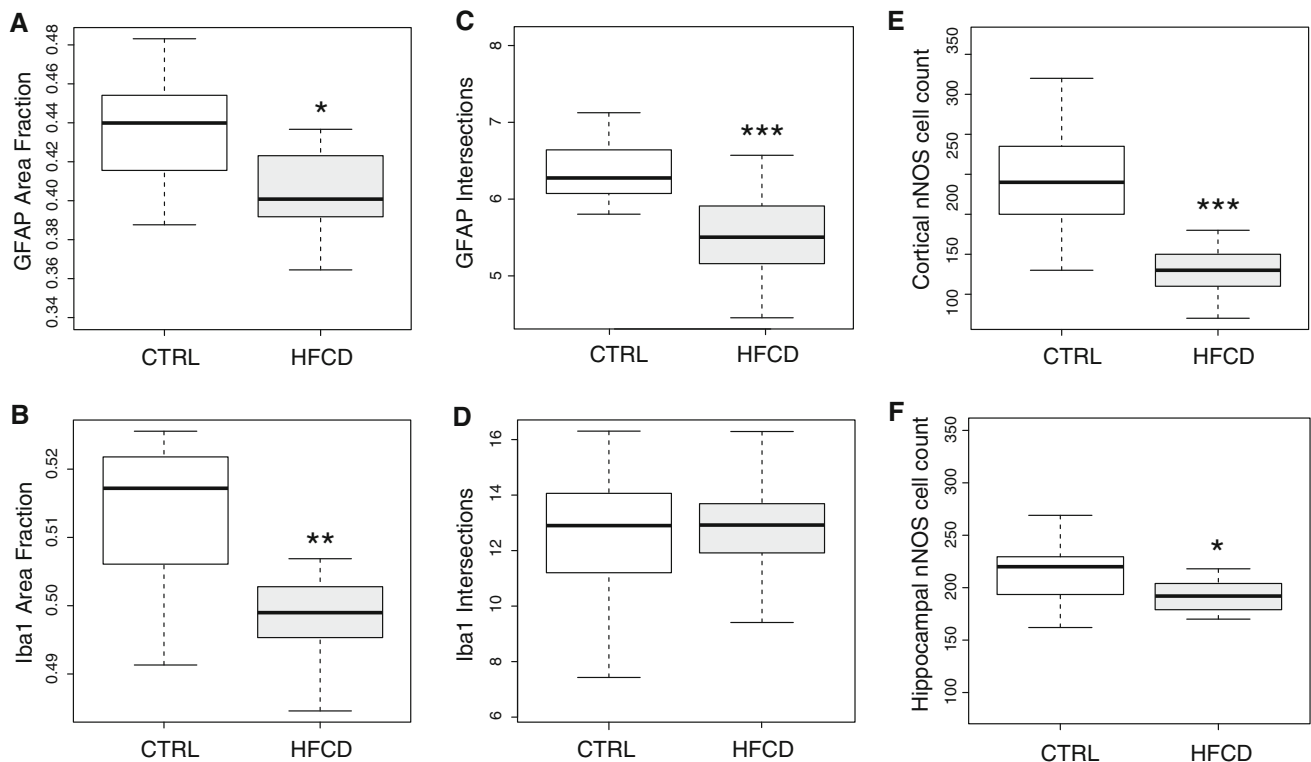 A
GFAP Area Fraction
0.48
0.46
0.44
0.42
0.40
0.38
0.36
0.34
*
CTRL
HFCD
C
GFAP Intersections
8
7
6
5
***
CTRL
HFCD
E
Cortical nNOS cell count
350
300
250
200
150
100
***
CTRL
HFCD
B
Iba1 Area Fraction
0.52
0.51
0.50
0.49
**
CTRL
HFCD
D
Iba1 Intersections
16
14
12
10
8
6
CTRL
HFCD
F
Hippocampal nNOS cell count
350
300
250
200
150
100
*
CTRL
HFCD